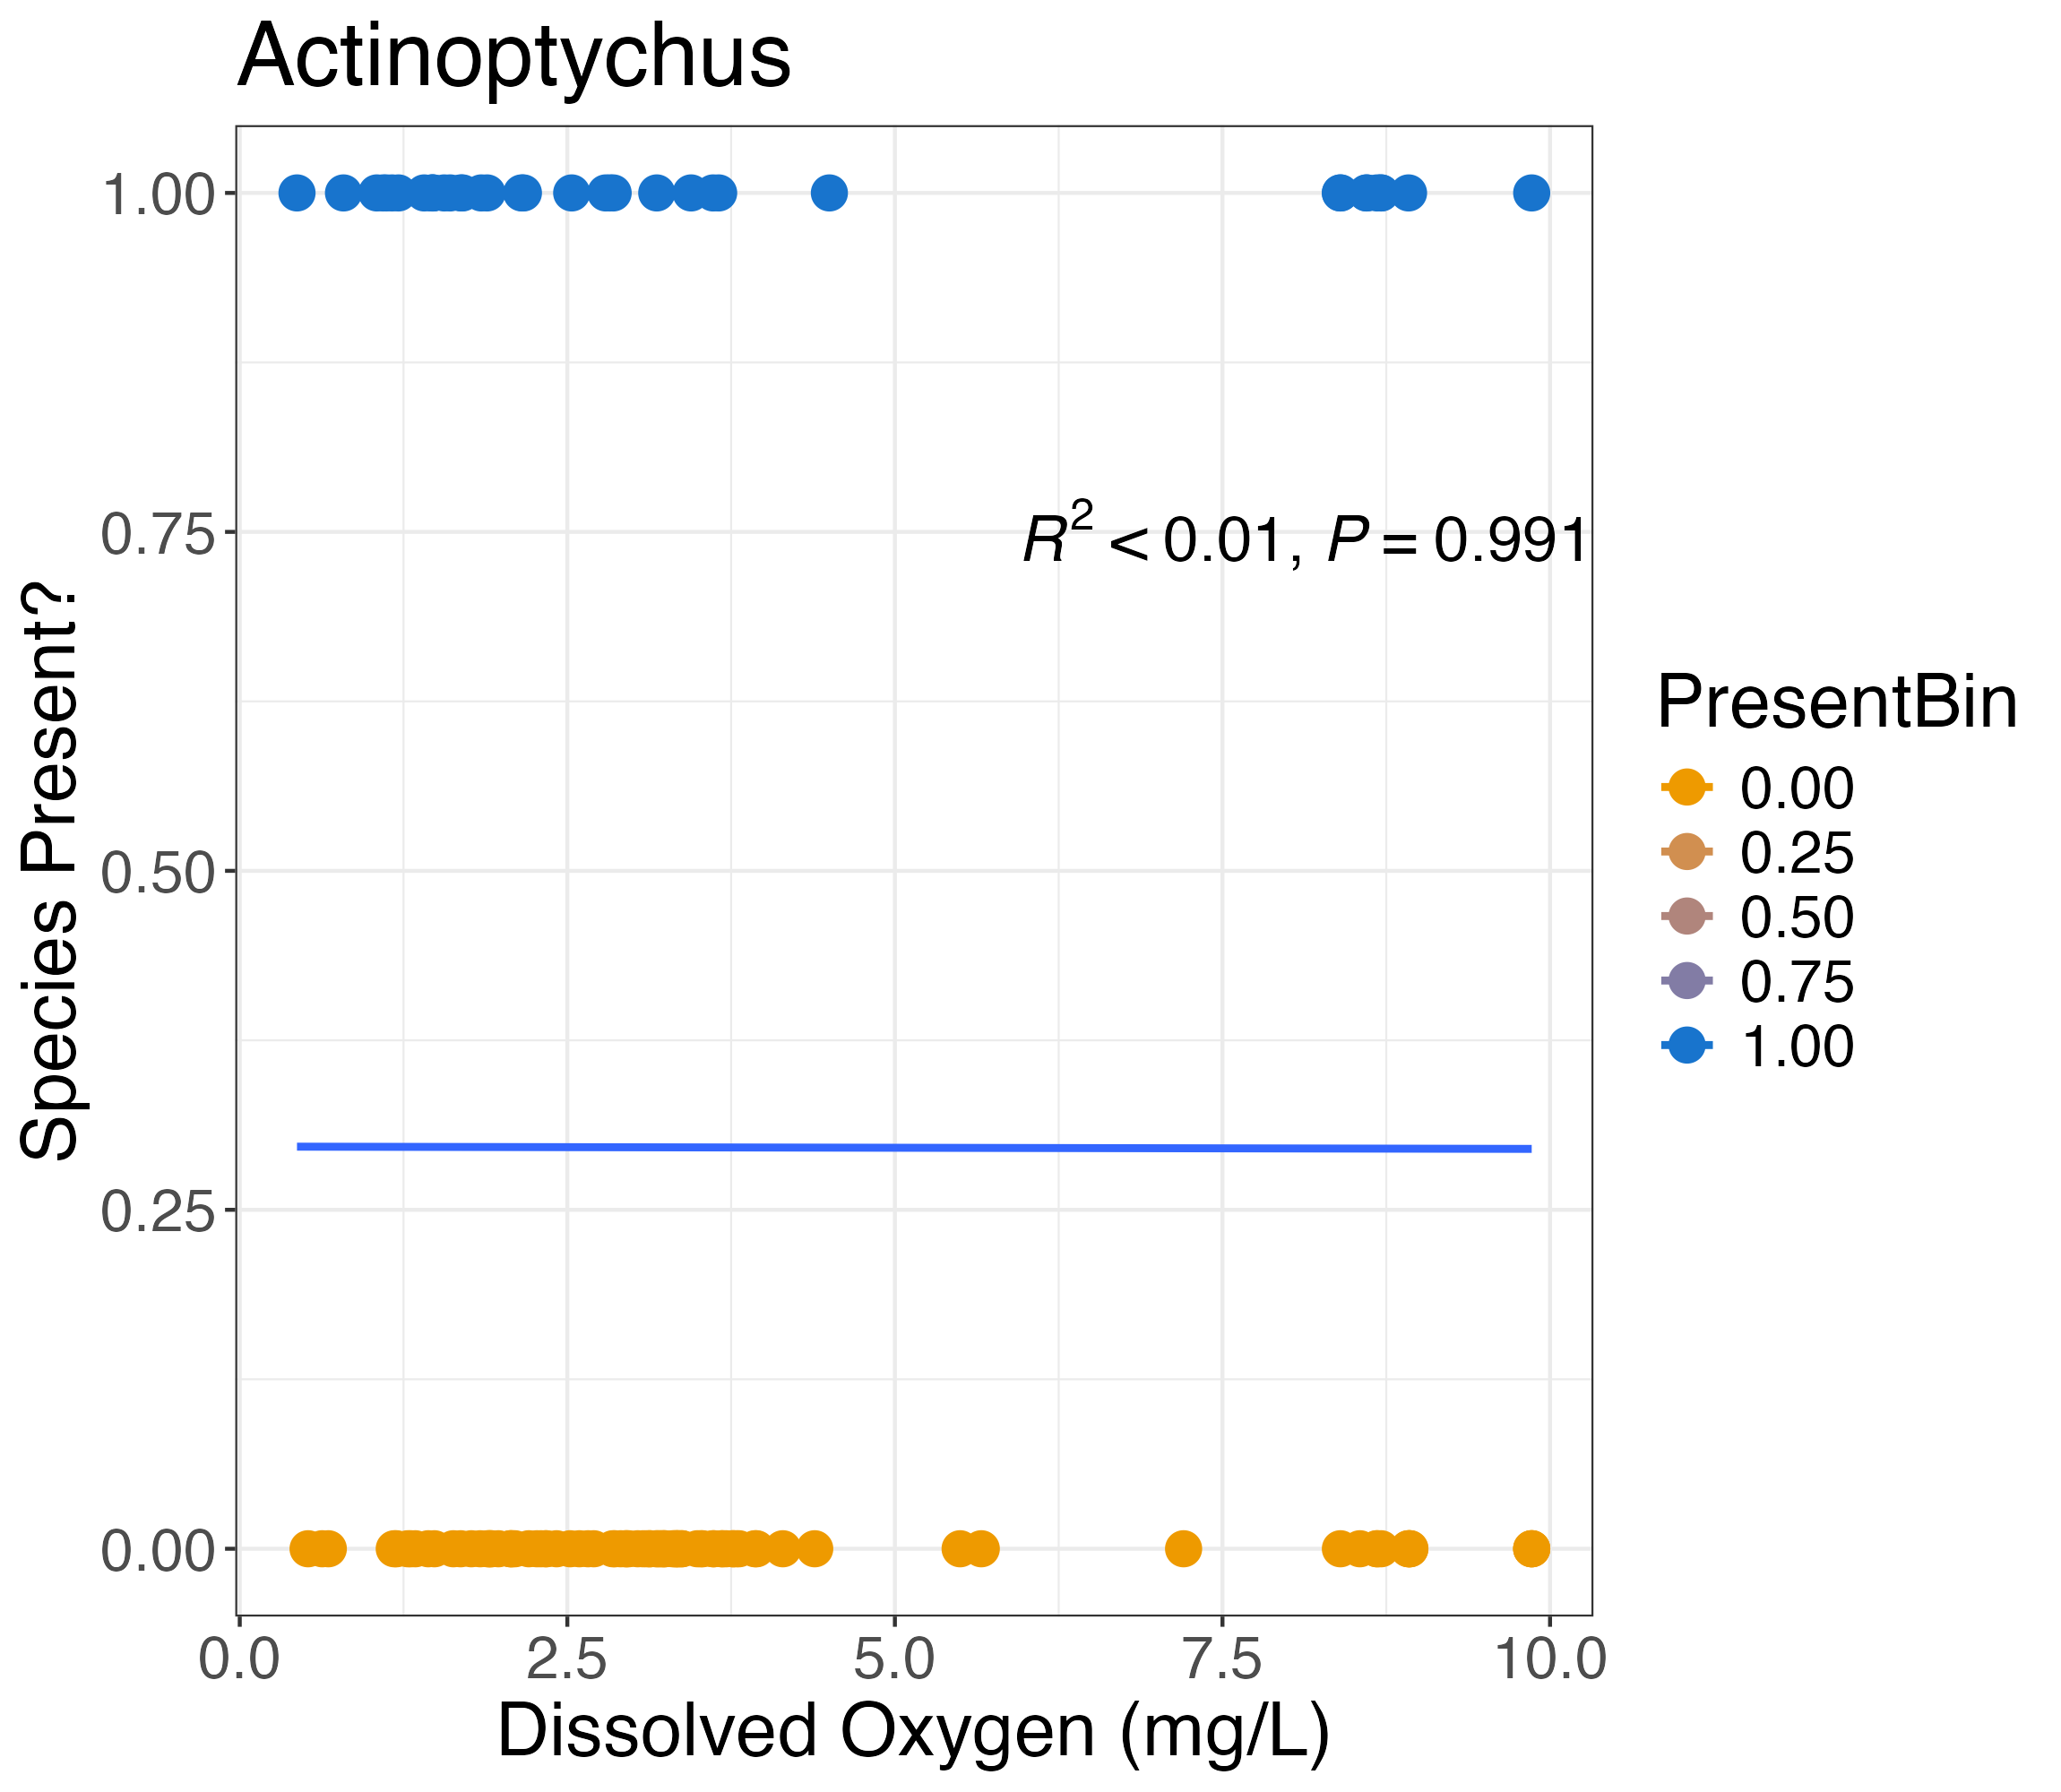 Actinoptychus
1.00
0.75
0.50
0.25
0.00
Species Present?
R² < 0.01, P = 0.991
0.0 2.5 5.0 7.5 10.0
Dissolved Oxygen (mg/L)
PresentBin
0.00
0.25
0.50
0.75
1.00